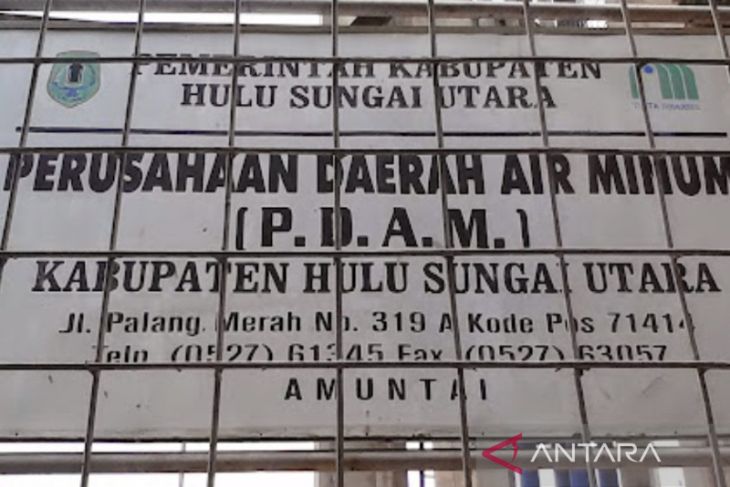 PEMERINTAH KABUPATEN
HULU SUNGAI UTARA
PERUSAHAAN DAERAH AIR MINUM
( P. D. A. M. )
KABUPATEN HULU SUNGAI UTARA
Jl. Palang Merah No. 319 A Kode Pos 71414
Telp. (0527) 61345 Fax. (0527) 63057
AMUNTAI
ANTARA